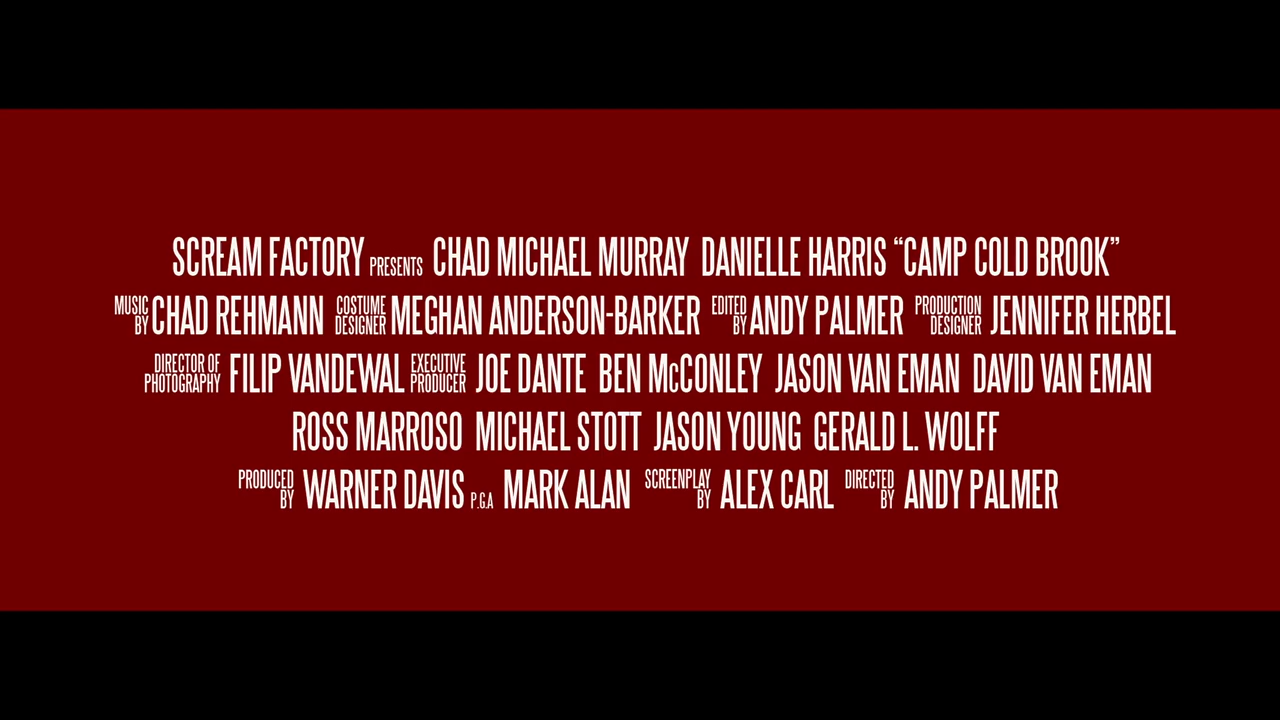 SCREAM FACTORY PRESENTS CHAD MICHAEL MURRAY DANIELLE HARRIS “CAMP COLD BROOK”
MUSIC BY CHAD REHMANN COSTUME DESIGNER MEGHAN ANDERSON-BARKER EDITED BY ANDY PALMER PRODUCTION DESIGNER JENNIFER HERBEL
DIRECTOR OF PHOTOGRAPHY FILIP VANDEWAL EXECUTIVE PRODUCER JOE DANTE BEN McCONLEY JASON VAN EMAN DAVID VAN EMAN
ROSS MARROSO MICHAEL STOTT JASON YOUNG GERALD L. WOLFF
PRODUCED BY WARNER DAVIS P.G.A MARK ALAN SCREENPLAY BY ALEX CARL DIRECTED BY ANDY PALMER